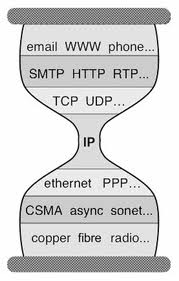 email WWW phone...
SMTP HTTP RTP...
TCP UDP...
IP
ethernet PPP...
CSMA async sonet...
copper fibre radio...